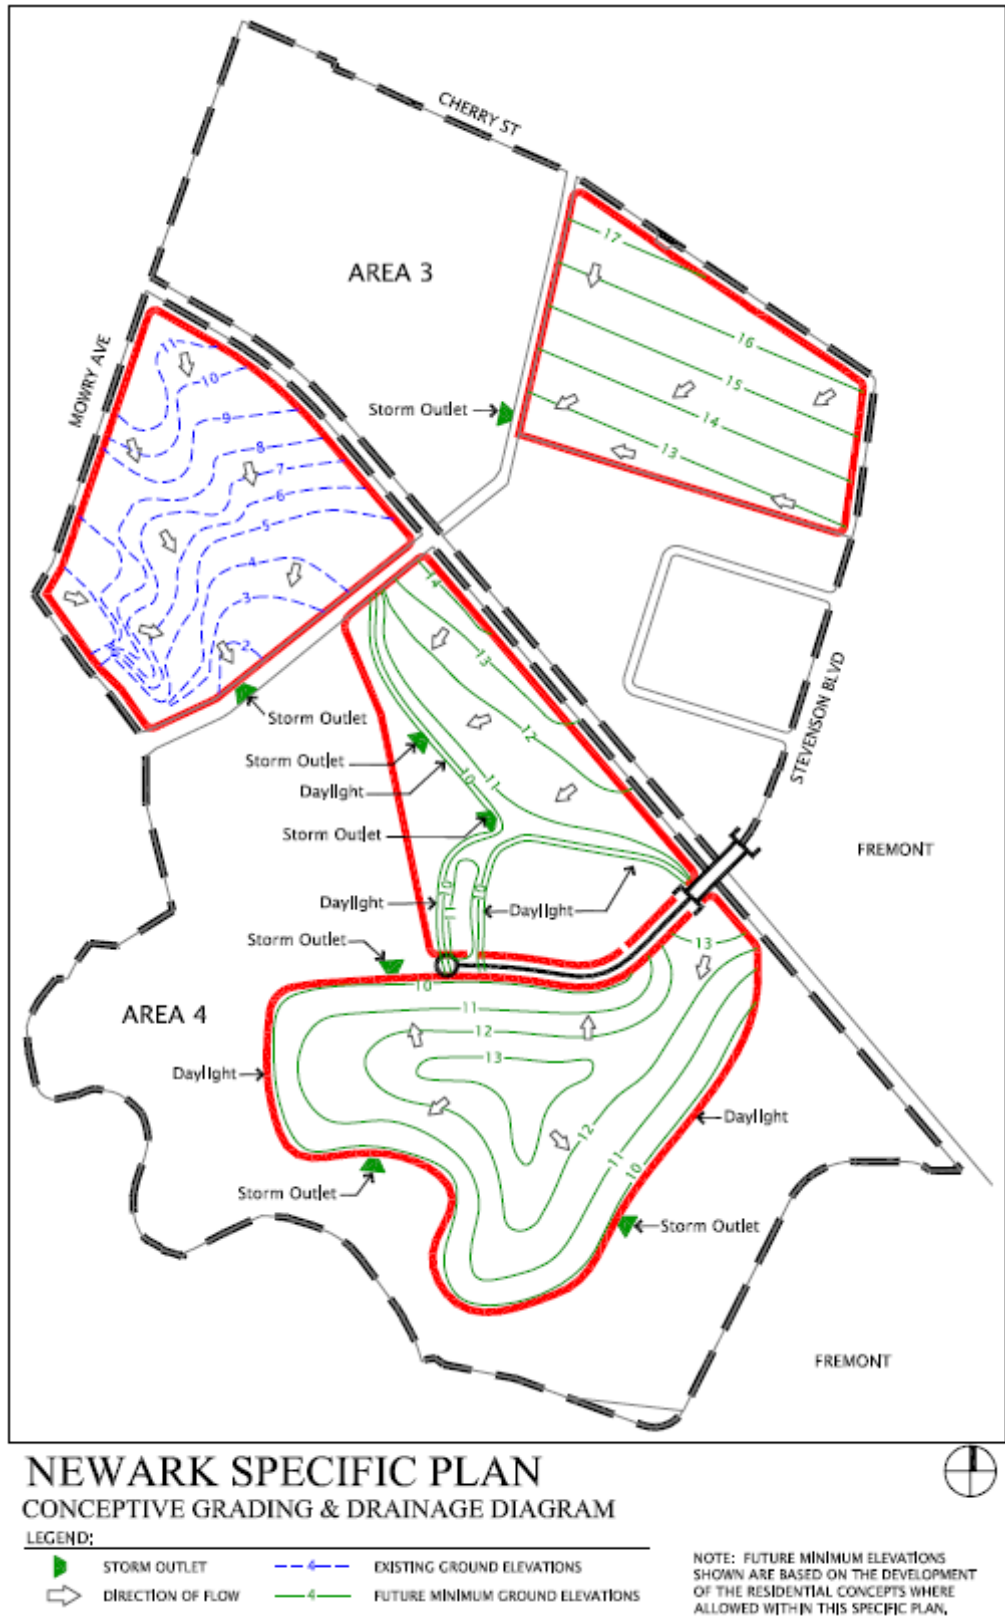 CHERRY ST
17
AREA 3
16
MOWRY AVE
11
10
15
9
Storm Outlet
14
8
13
7
6
5
4
14
3
13
2
12
STEVENSON BLVD
Storm Outlet
Storm Outlet
10
11
Daylight
Storm Outlet
FREMONT
10
10
Daylight
11
Daylight
Storm Outlet
13
10
11
AREA 4
12
13
Daylight
Daylight
12
11
10
Storm Outlet
Storm Outlet
FREMONT
NEWARK SPECIFIC PLAN
CONCEPTIVE GRADING & DRAINAGE DIAGRAM
LEGEND:
STORM OUTLET
4 EXISTING GROUND ELEVATIONS
DIRECTION OF FLOW
4 FUTURE MINIMUM GROUND ELEVATIONS
NOTE: FUTURE MINIMUM ELEVATIONS
SHOWN ARE BASED ON THE DEVELOPMENT
OF THE RESIDENTIAL CONCEPTS WHERE
ALLOWED WITHIN THIS SPECIFIC PLAN.